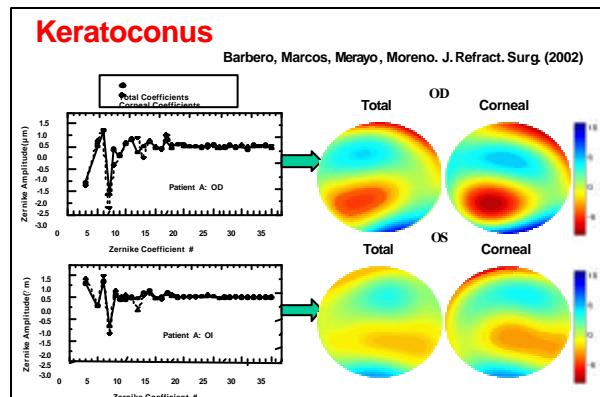 Keratoconus
Barbero, Marcos, Merayo, Moreno. J. Refract. Surg. (2002)
Total Coefficients
Corneal Coefficients
OD
Total Corneal
Zernike Amplitude(μm)
1.5
1.0
0.5
0.0
-0.5
-1.0
-1.5
-2.0
-2.5
-3.0
Patient A: OD
0 5 10 15 20 25 30 35
Zernike Coefficient #
OS
Total Corneal
Zernike Amplitude( m)
1.5
1.0
0.5
0.0
-0.5
-1.0
-1.5
-2.0
-2.5
-3.0
Patient A: OI
0 5 10 15 20 25 30 35
Zernike Coefficient #